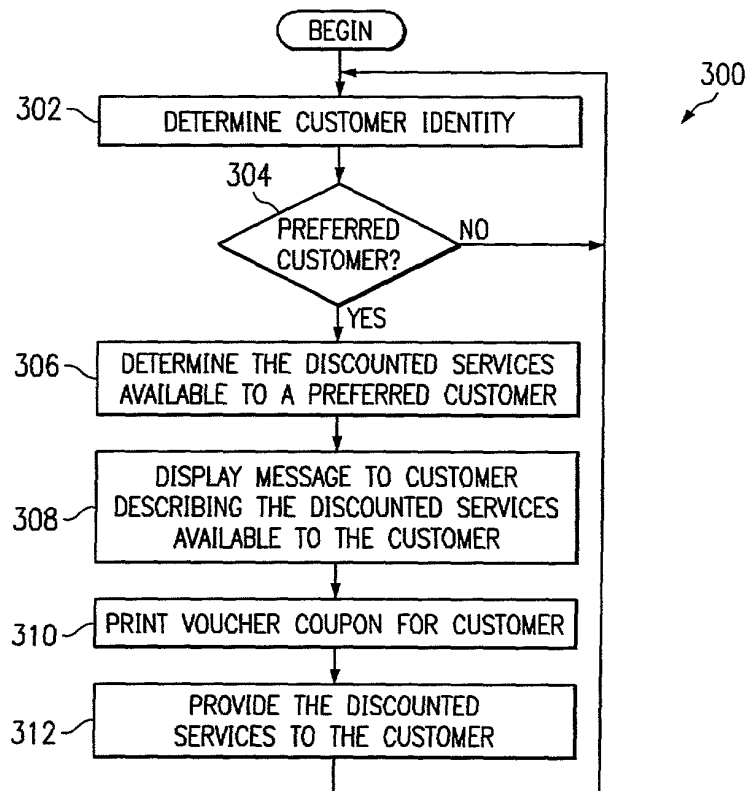 BEGIN
300
302
DETERMINE CUSTOMER IDENTITY
304
PREFERRED
CUSTOMER?
NO
YES
306
DETERMINE THE DISCOUNTED SERVICES
AVAILABLE TO A PREFERRED CUSTOMER
308
DISPLAY MESSAGE TO CUSTOMER
DESCRIBING THE DISCOUNTED SERVICES
AVAILABLE TO THE CUSTOMER
310
PRINT VOUCHER COUPON FOR CUSTOMER
312
PROVIDE THE DISCOUNTED
SERVICES TO THE CUSTOMER